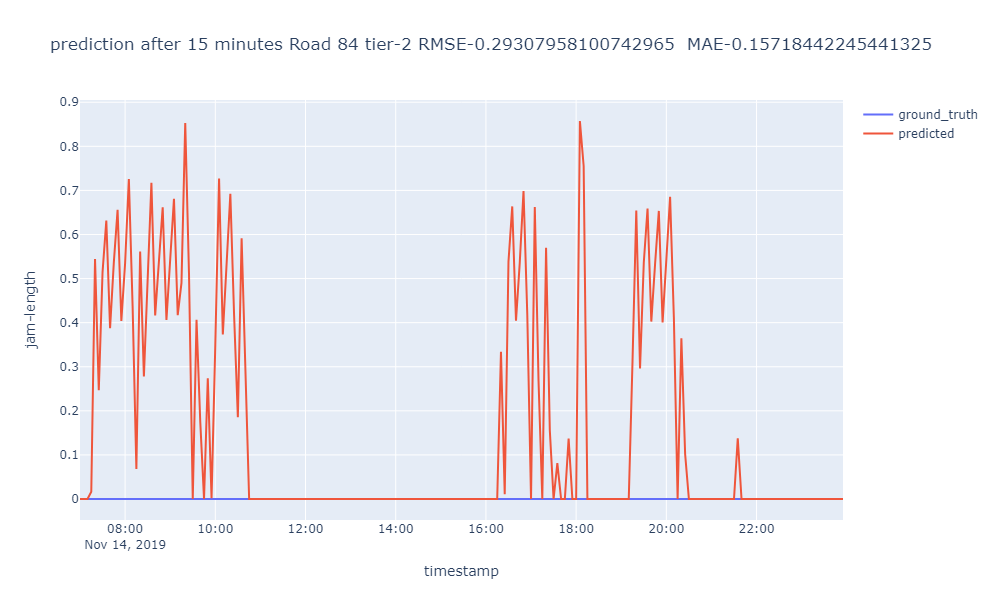 prediction after 15 minutes Road 84 tier-2 RMSE-0.29307958100742965  MAE-0.15718442245441325
ground_truth
predicted
jam-length
0.9
0.8
0.7
0.6
0.5
0.4
0.3
0.2
0.1
0
08:00 10:00 12:00 14:00 16:00 18:00 20:00 22:00
Nov 14, 2019
timestamp